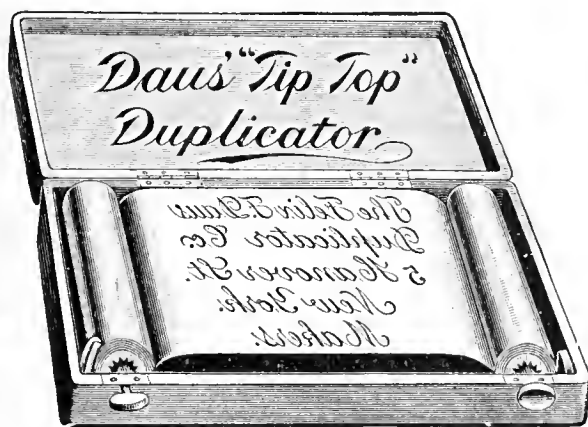 Daus' "Tip Top"
Duplicator
The Felix F. Daus
Duplicator Co.
5 Hanover St.
New York.
Makers.